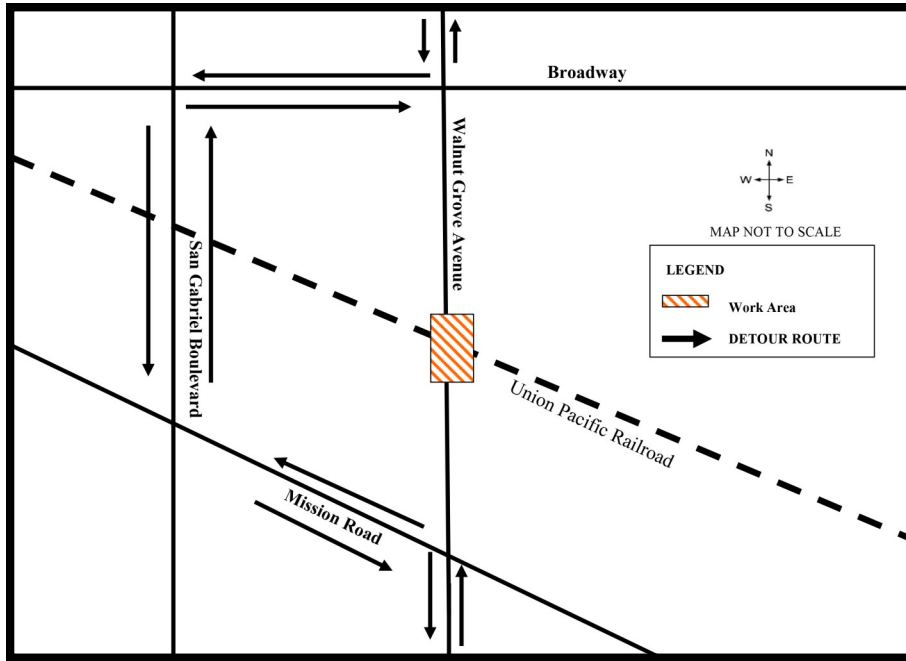 Broadway
Walnut Grove Avenue
N
W E
S
MAP NOT TO SCALE
LEGEND
Work Area
DETOUR ROUTE
San Gabriel Boulevard
Union Pacific Railroad
Mission Road